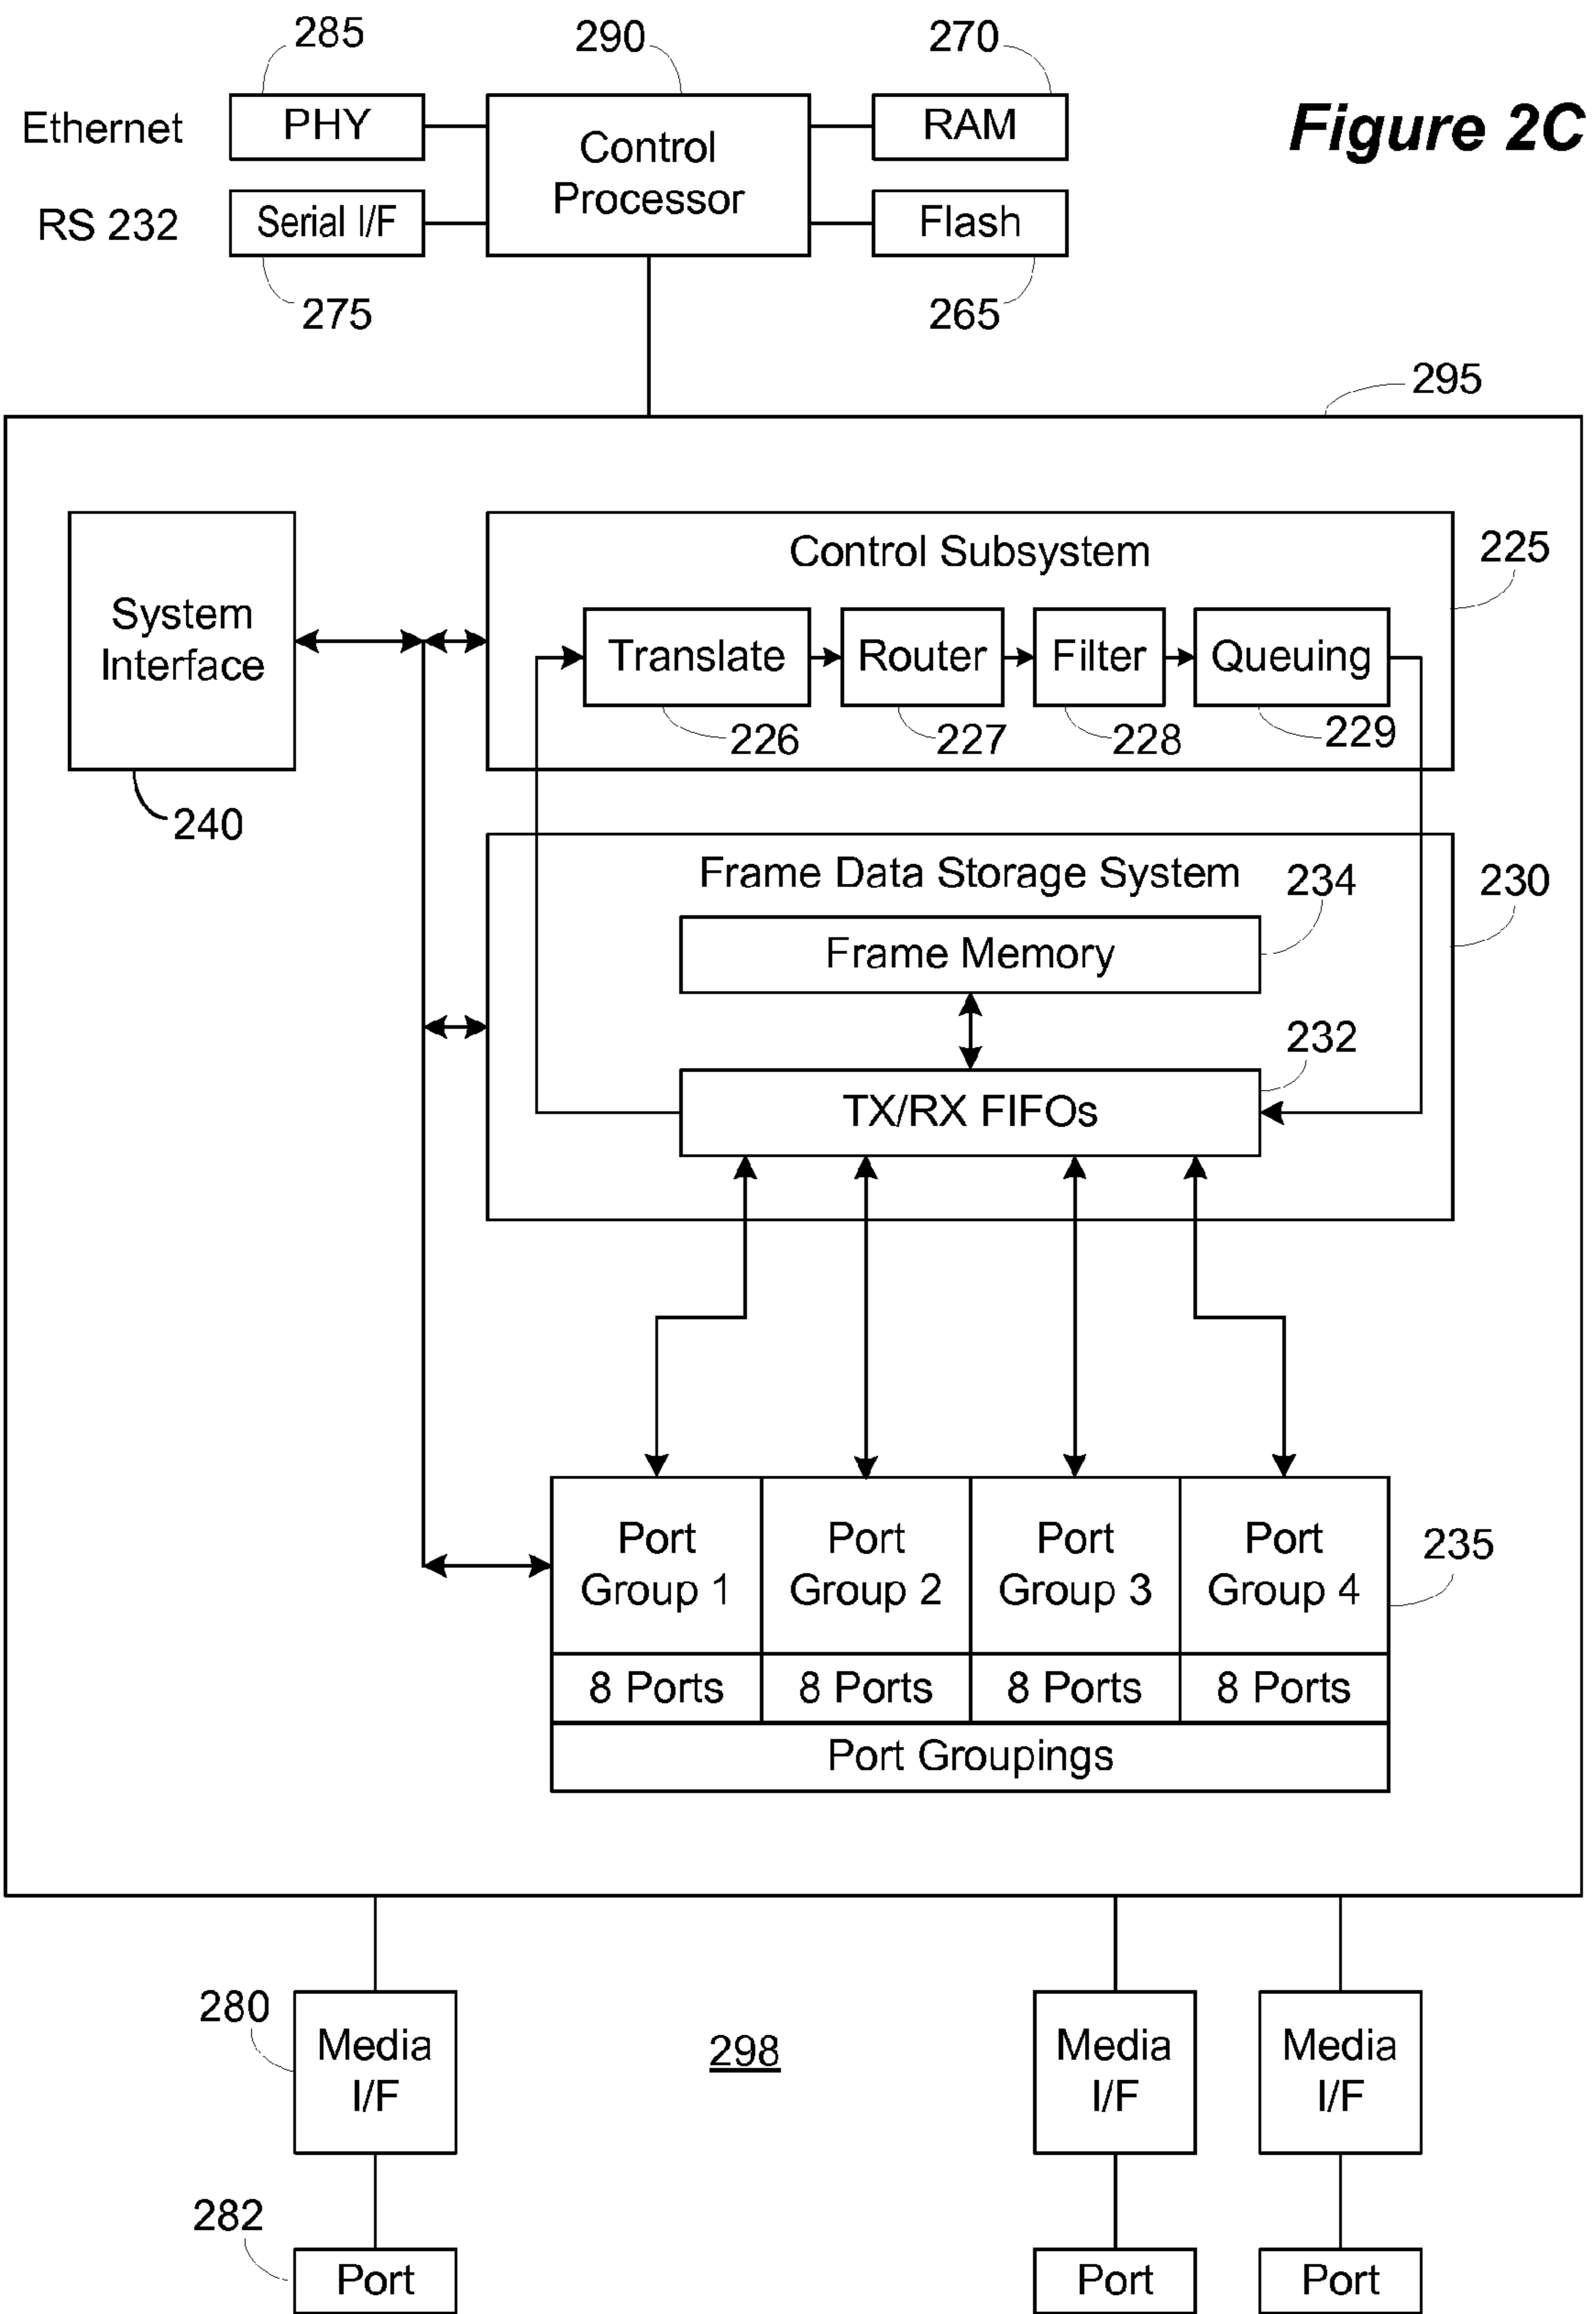 285
290
270
Ethernet
PHY
Control
Processor
RAM
Figure 2C
RS 232
Serial I/F
Flash
275
265
295
System
Interface
240
Control Subsystem
225
Translate
Router
Filter
Queuing
226
227
228
229
Frame Data Storage System
234
230
Frame Memory
232
TX/RX FIFOs
Port
Group 1
Port
Group 2
Port
Group 3
Port
Group 4
235
8 Ports
8 Ports
8 Ports
8 Ports
Port Groupings
280
Media
I/F
298
Media
I/F
Media
I/F
282
Port
Port
Port